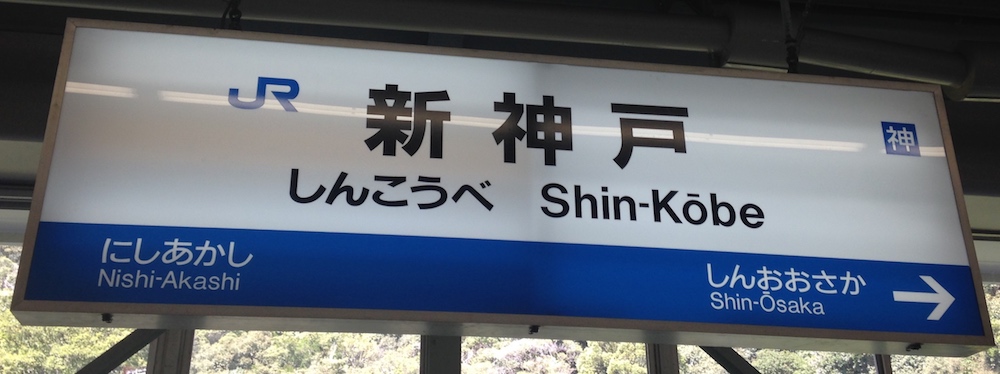 JR 新神戸 神
しんこうべ Shin-Kōbe
にしあかし しんおおさか →
Nishi-Akashi Shin-Ōsaka